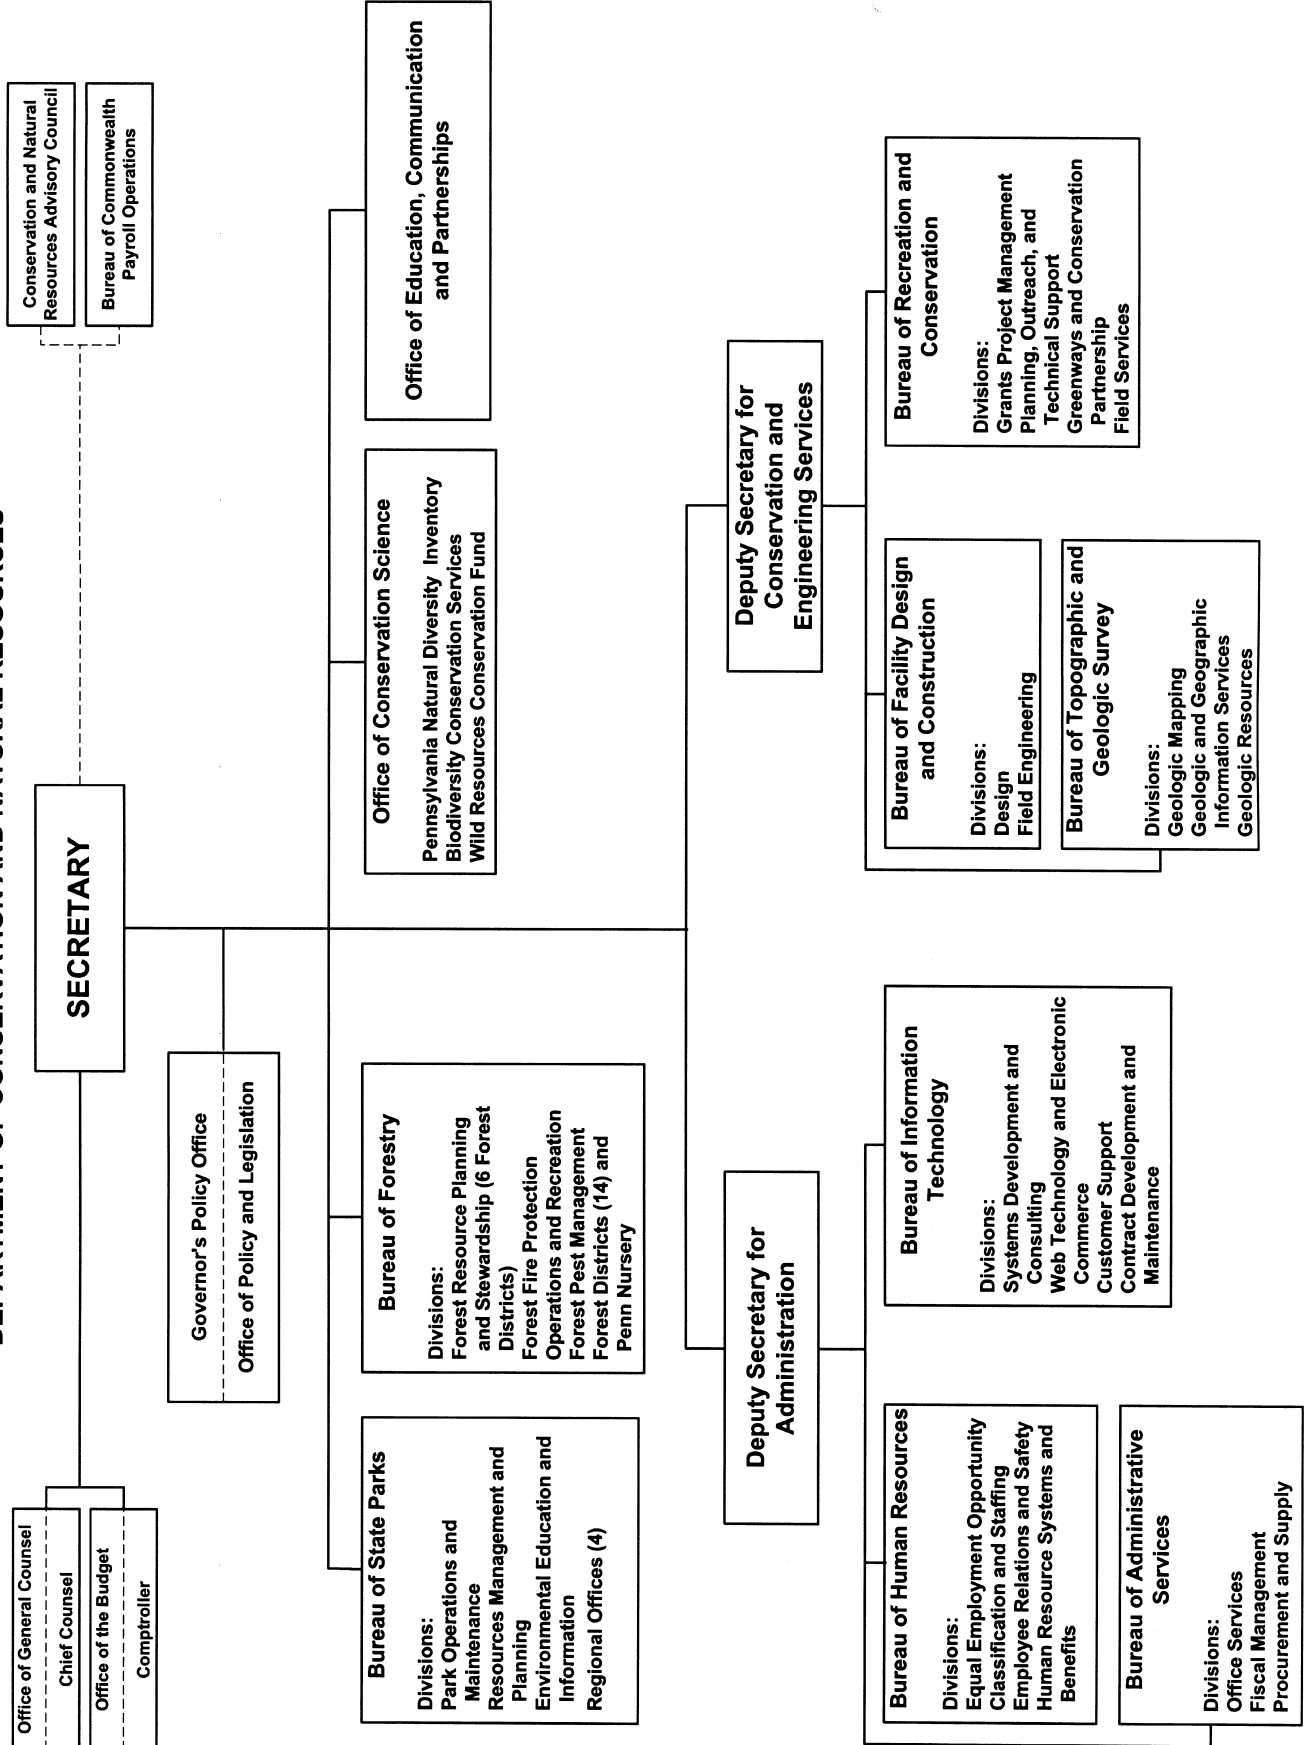 DEPARTMENT OF CONSERVATION AND NATURAL RESOURCES
SECRETARY
Office of General Counsel
Chief Counsel
Office of the Budget
Comptroller
Conservation and Natural
Resources Advisory Council
Bureau of Commonwealth
Payroll Operations
Governor's Policy Office
Office of Policy and Legislation
Bureau of State Parks
Divisions:
Park Operations and
Maintenance
Resources Management and
Planning
Environmental Education and
Information
Regional Offices (4)
Bureau of Forestry
Divisions:
Forest Resource Planning
and Stewardship (6 Forest
Districts)
Forest Fire Protection
Operations and Recreation
Forest Pest Management
Forest Districts (14) and
Penn Nursery
Office of Conservation Science
Pennsylvania Natural Diversity Inventory
Biodiversity Conservation Services
Wild Resources Conservation Fund
Office of Education, Communication
and Partnerships
Deputy Secretary for
Administration
Deputy Secretary for
Conservation and
Engineering Services
Bureau of Human Resources
Divisions:
Equal Employment Opportunity
Classification and Staffing
Employee Relations and Safety
Human Resource Systems and
Benefits
Bureau of Information
Technology
Divisions:
Systems Development and
Consulting
Web Technology and Electronic
Commerce
Customer Support
Contract Development and
Maintenance
Bureau of Administrative
Services
Divisions:
Office Services
Fiscal Management
Procurement and Supply
Bureau of Facility Design
and Construction
Divisions:
Design
Field Engineering
Bureau of Recreation and
Conservation
Divisions:
Grants Project Management
Planning, Outreach, and
Technical Support
Greenways and Conservation
Partnership
Field Services
Bureau of Topographic and
Geologic Survey
Divisions:
Geologic Mapping
Geologic and Geographic
Information Services
Geologic Resources